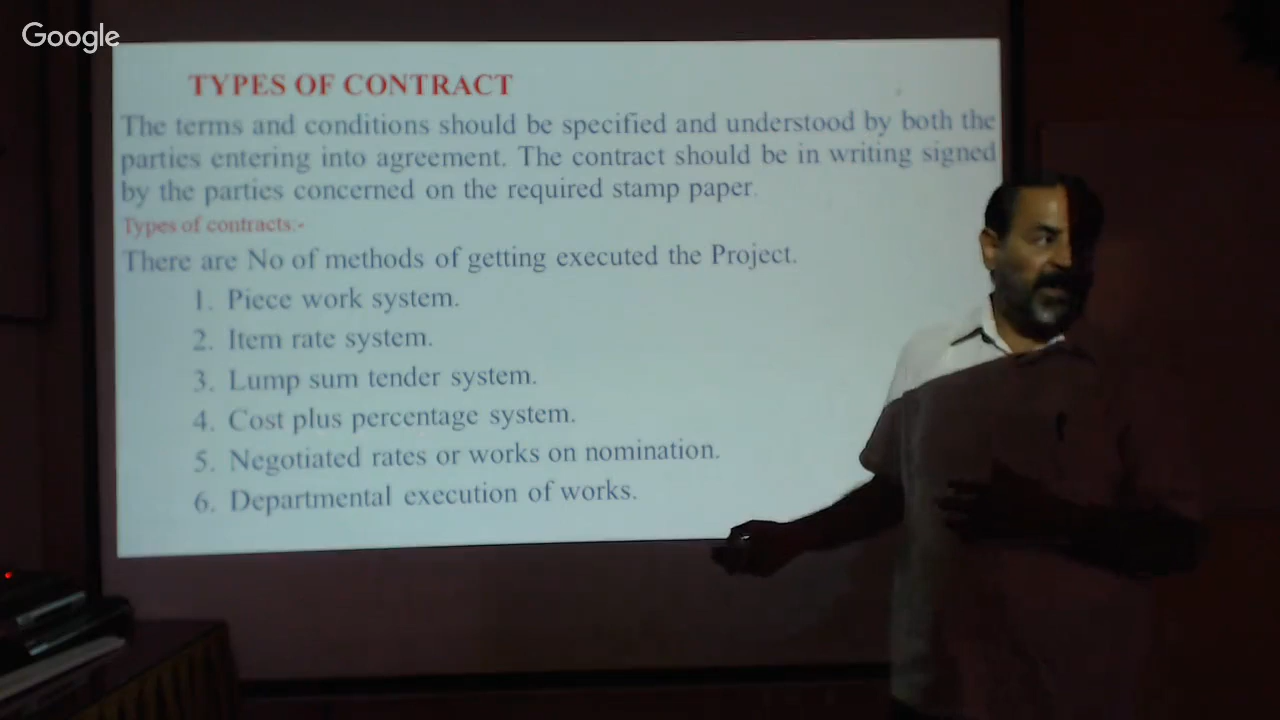 Google
TYPES OF CONTRACT
The terms and conditions should be specified and understood by both the
parties entering into agreement. The contract should be in writing signed
by the parties concerned on the required stamp paper.
Types of contracts:-
There are No of methods of getting executed the Project.
1. Piece work system.
2. Item rate system.
3. Lump sum tender system.
4. Cost plus percentage system.
5. Negotiated rates or works on nomination.
6. Departmental execution of works.